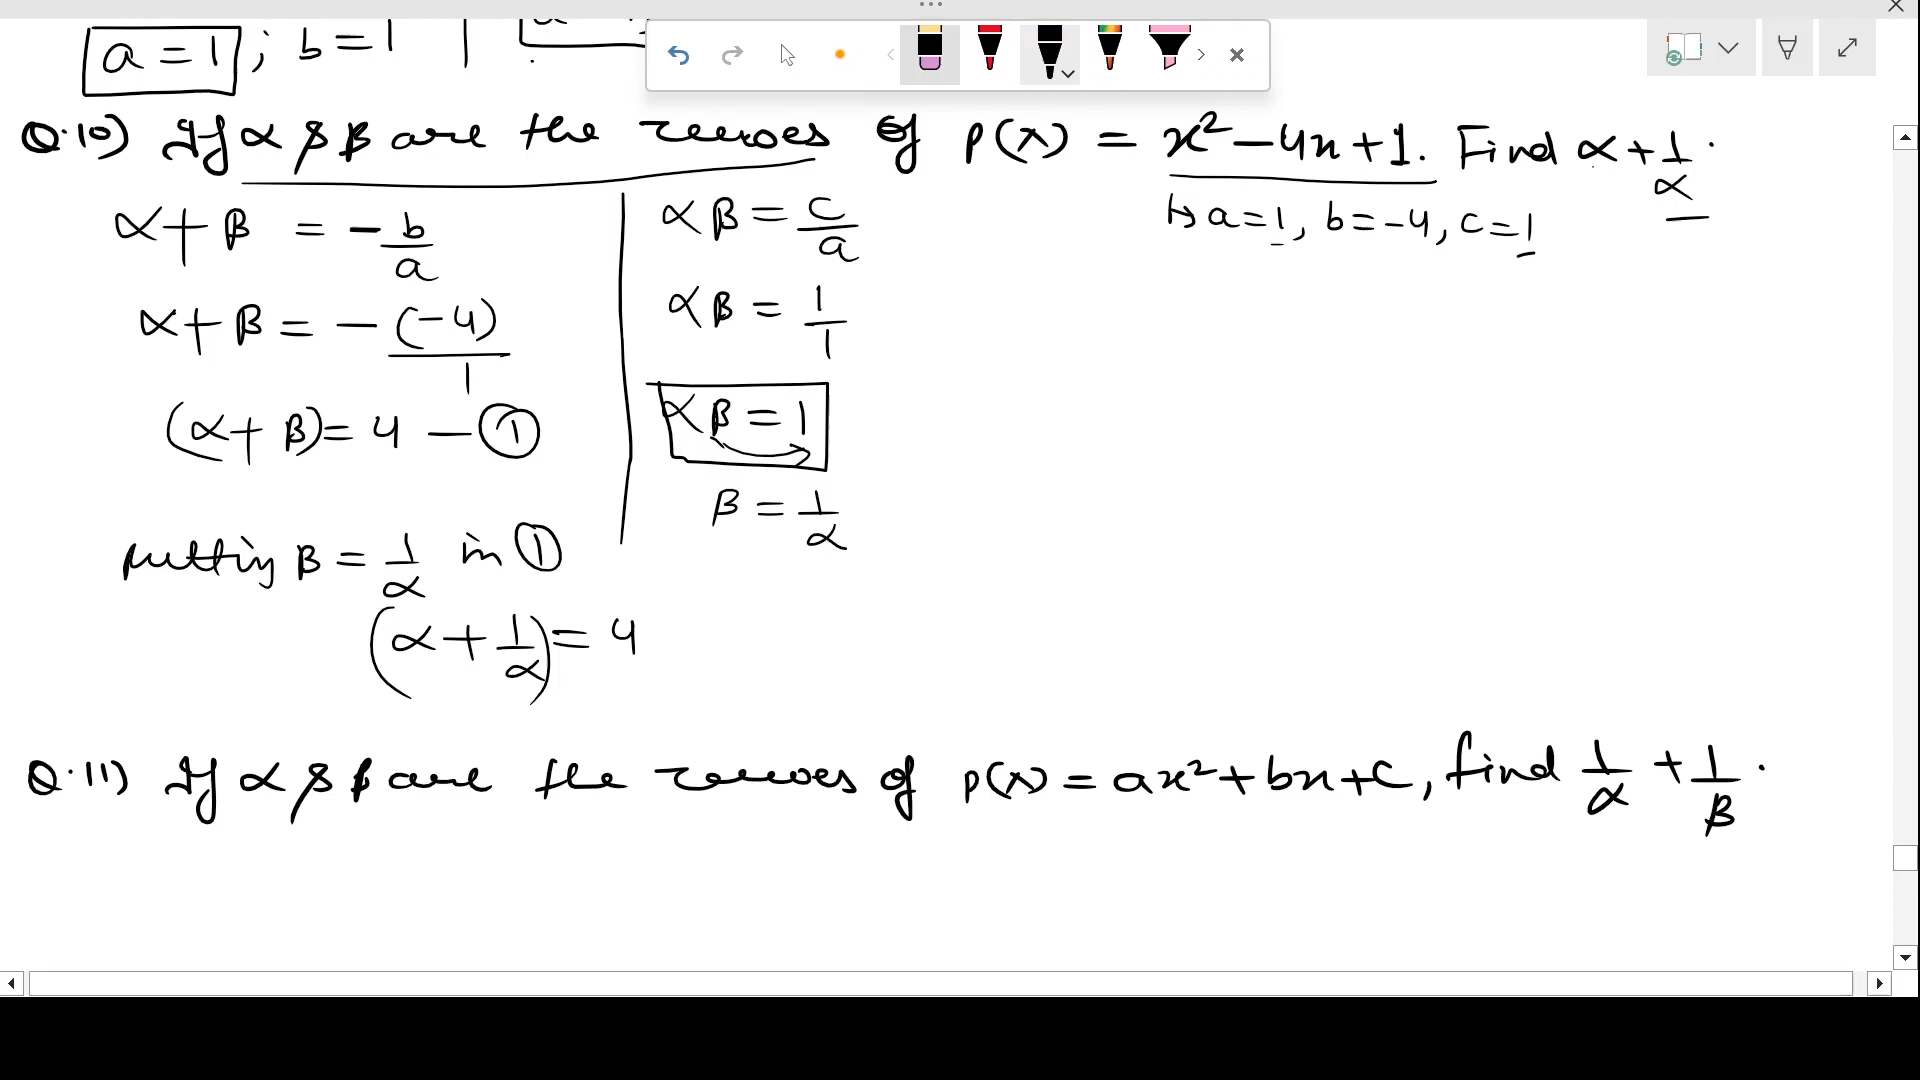 a = 1 ; b = 1
Q.10) If α & β are the zeroes of p(x) = x² – 4x + 1. Find α + 1/α.
↳ a = 1, b = –4, c = 1
α + β = – b/a
α + β = – (–4)/1
(α + β) = 4 – ①
αβ = c/a
αβ = 1/1
αβ = 1
β = 1/α
putting β = 1/α in ①
(α + 1/α) = 4
Q.11) If α & β are the zeroes of p(x) = ax² + bx + c, find 1/α + 1/β.